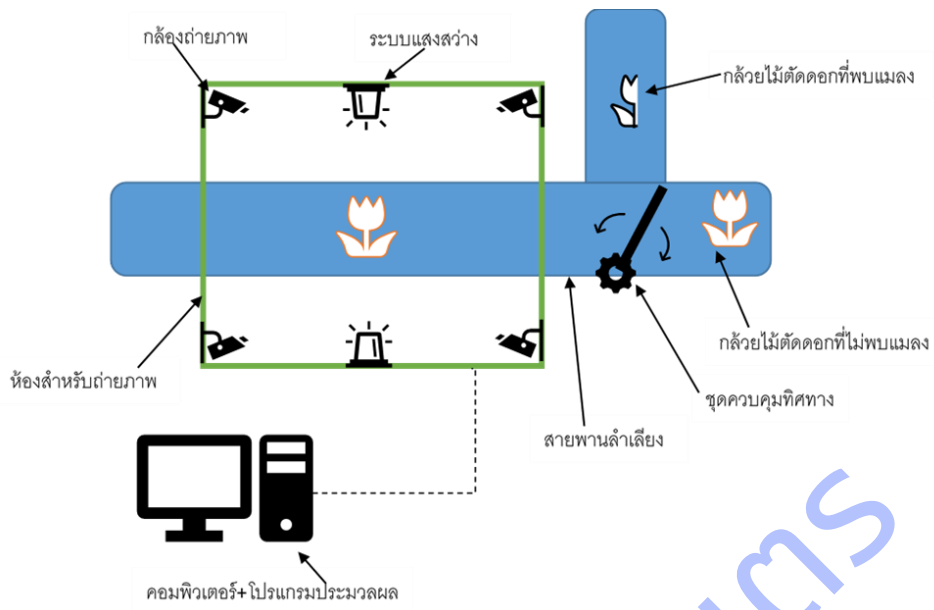 กล้องถ่ายภาพ
ระบบแสงสว่าง
กล้วยไม้ตัดดอกที่พบแมลง
กล้วยไม้ตัดดอกที่ไม่พบแมลง
ห้องสำหรับถ่ายภาพ
ชุดควบคุมทิศทาง
สายพานลำเลียง
คอมพิวเตอร์+โปรแกรมประมวลผล